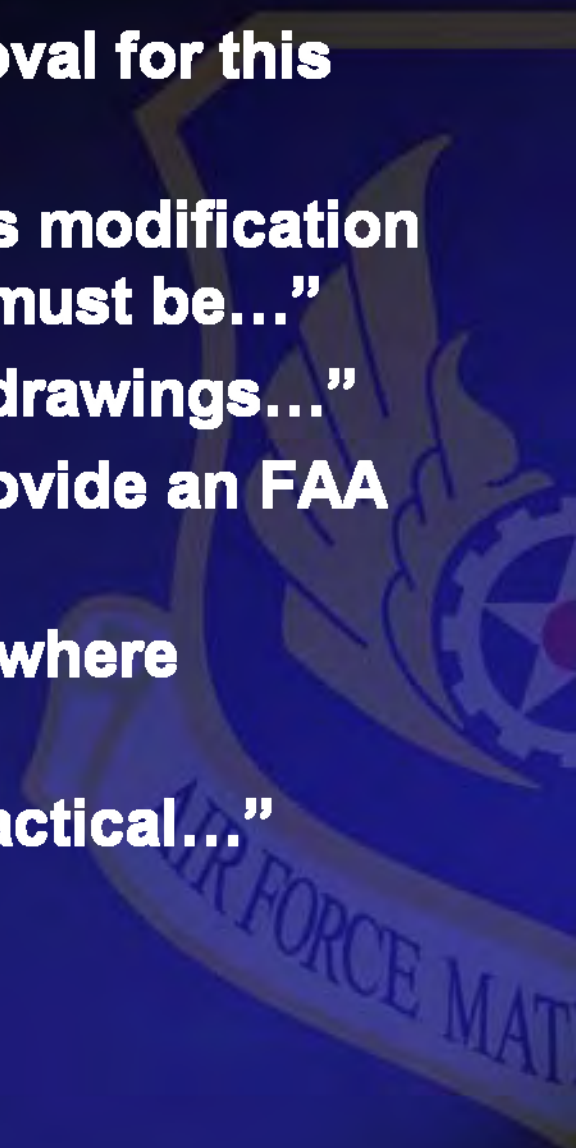 oval for this
s modification
must be…”
drawings…”
ovide an FAA
where
actical…”
AIR FORCE MAT